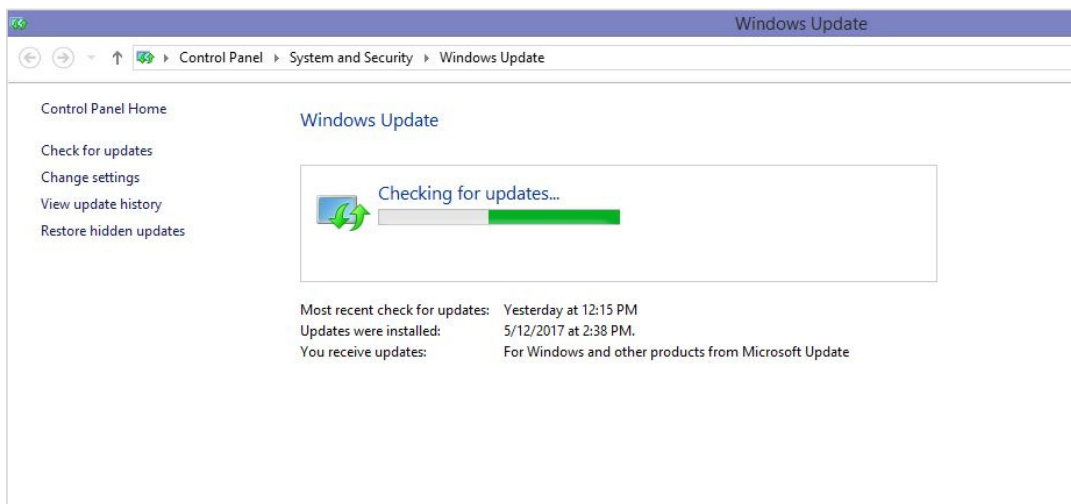 Windows Update
Control Panel System and Security Windows Update
Control Panel Home
Check for updates
Change settings
View update history
Restore hidden updates
Windows Update
Checking for updates...
Most recent check for updates: Yesterday at 12:15 PM
Updates were installed: 5/12/2017 at 2:38 PM.
You receive updates: For Windows and other products from Microsoft Update